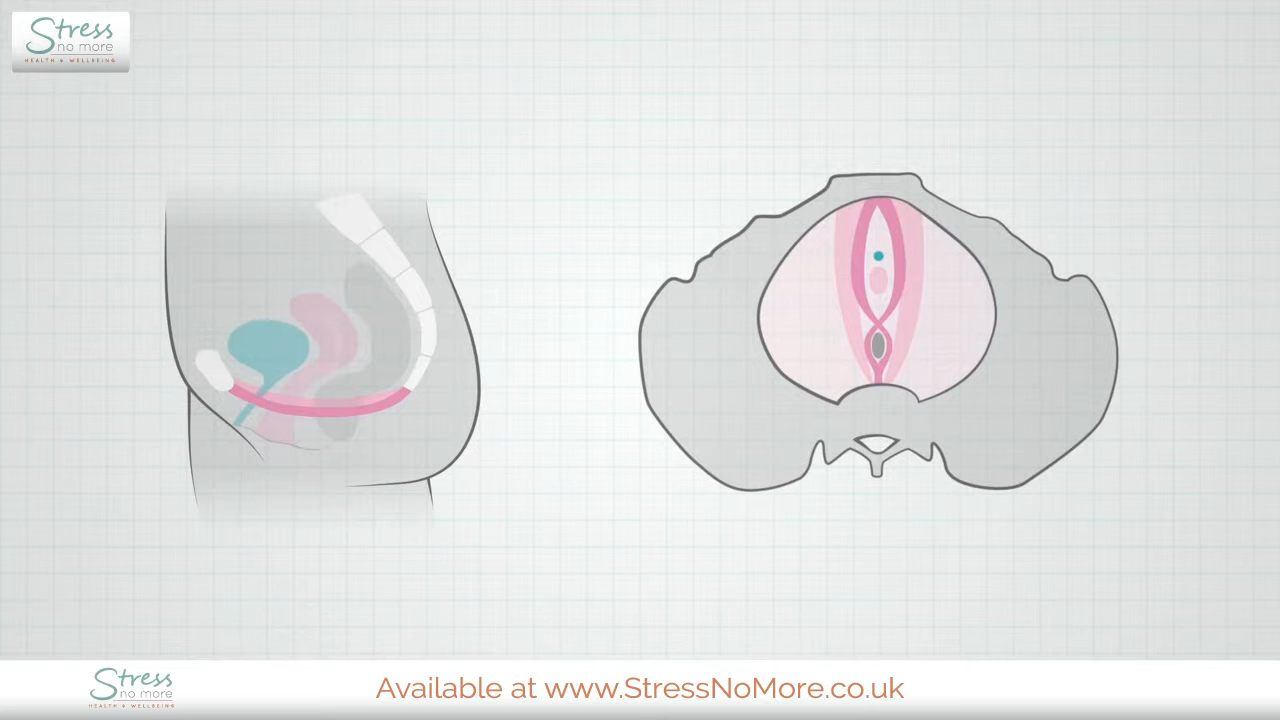 Stress
no more
HEALTH & WELLBEING
Stress
no more
HEALTH & WELLBEING
Available at www.StressNoMore.co.uk